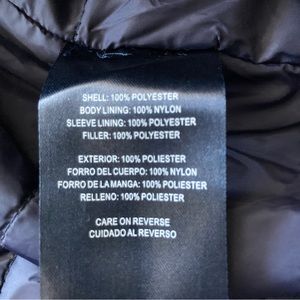 SHELL: 100% POLYESTER
BODY LINING: 100% NYLON
SLEEVE LINING: 100% POLYESTER
FILLER: 100% POLYESTER
EXTERIOR: 100% POLIESTER
FORRO DEL CUERPO: 100% NYLON
FORRO DE LA MANGA: 100% POLIESTER
RELLENO: 100% POLIESTER
CARE ON REVERSE
CUIDADO AL REVERSO